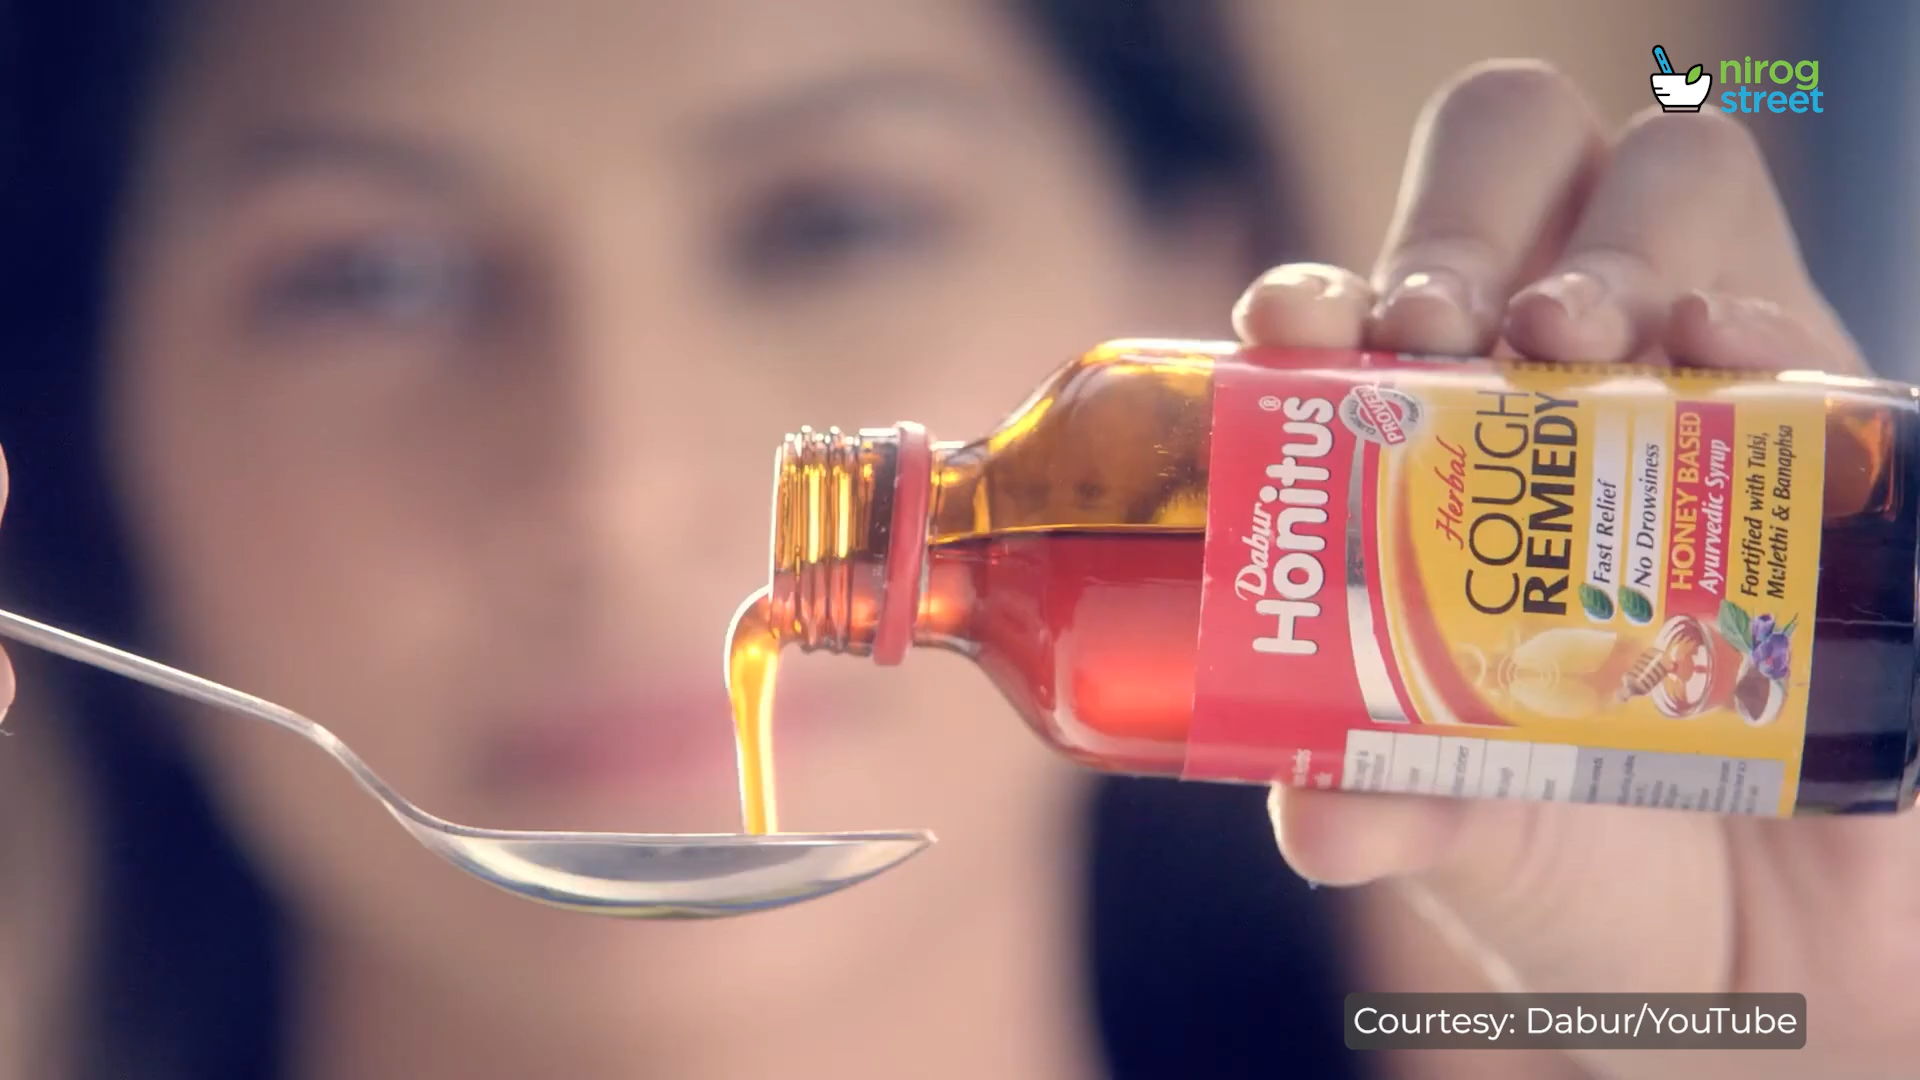 nirog
street
Dabur
Honitus®
PROVEN
Herbal
COUGH
REMEDY
Fast Relief
No Drowsiness
HONEY BASED
Ayurvedic Syrup
Fortified with Tulsi,
Mulethi & Banaphsa
Courtesy: Dabur/YouTube